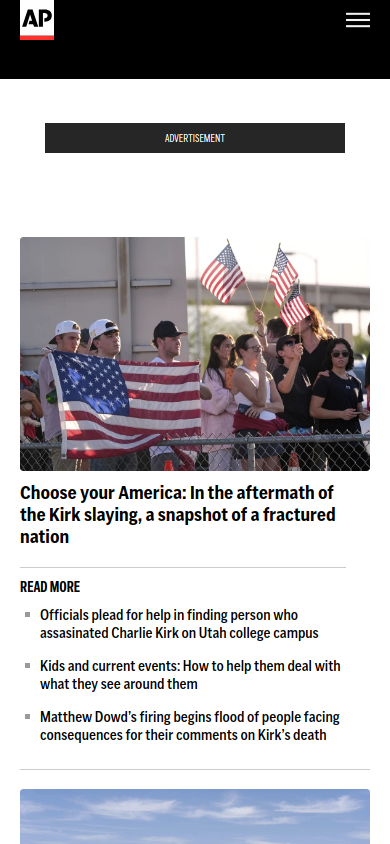 AP
ADVERTISEMENT
Choose your America: In the aftermath of
the Kirk slaying, a snapshot of a fractured
nation
READ MORE
Officials plead for help in finding person who
assassinated Charlie Kirk on Utah college campus
Kids and current events: How to help them deal with
what they see around them
Matthew Dowd’s firing begins flood of people facing
consequences for their comments on Kirk’s death